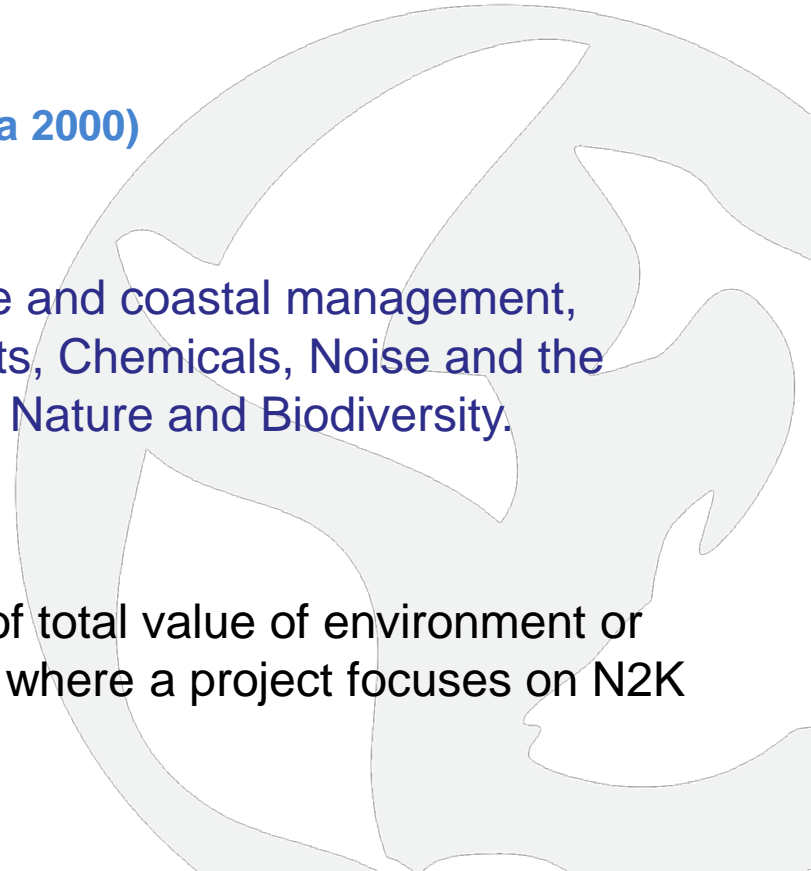 a 2000)
e and coastal management,
ts, Chemicals, Noise and the
Nature and Biodiversity.
of total value of environment or
where a project focuses on N2K